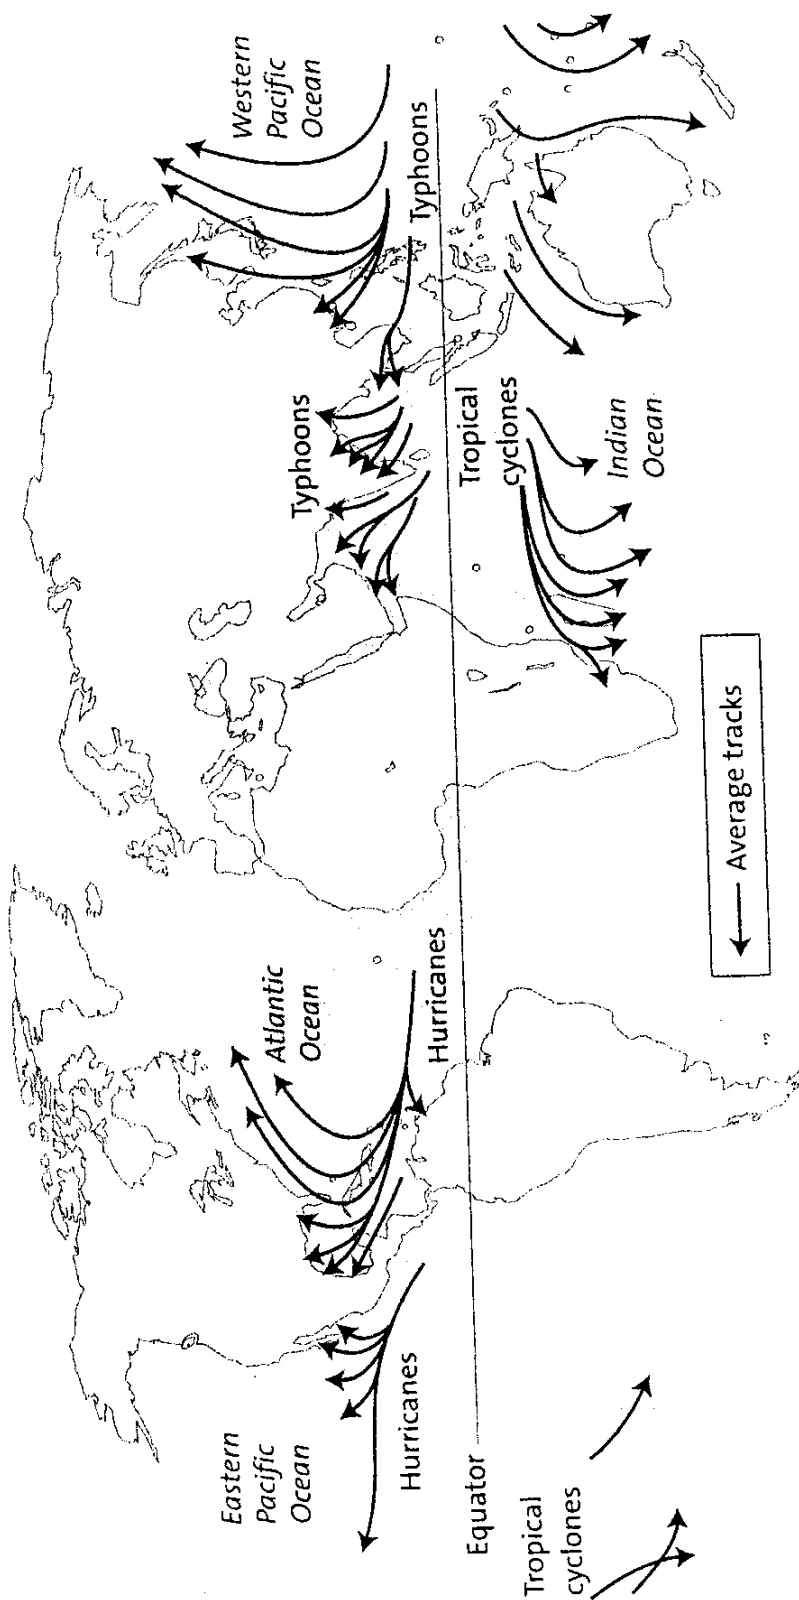 Eastern
Pacific
Ocean
Hurricanes
Equator
Tropical
cyclones
Atlantic
Ocean
Hurricanes
Average tracks
Typhoons
Tropical
cyclones
Indian
Ocean
Western
Pacific
Ocean
Typhoons